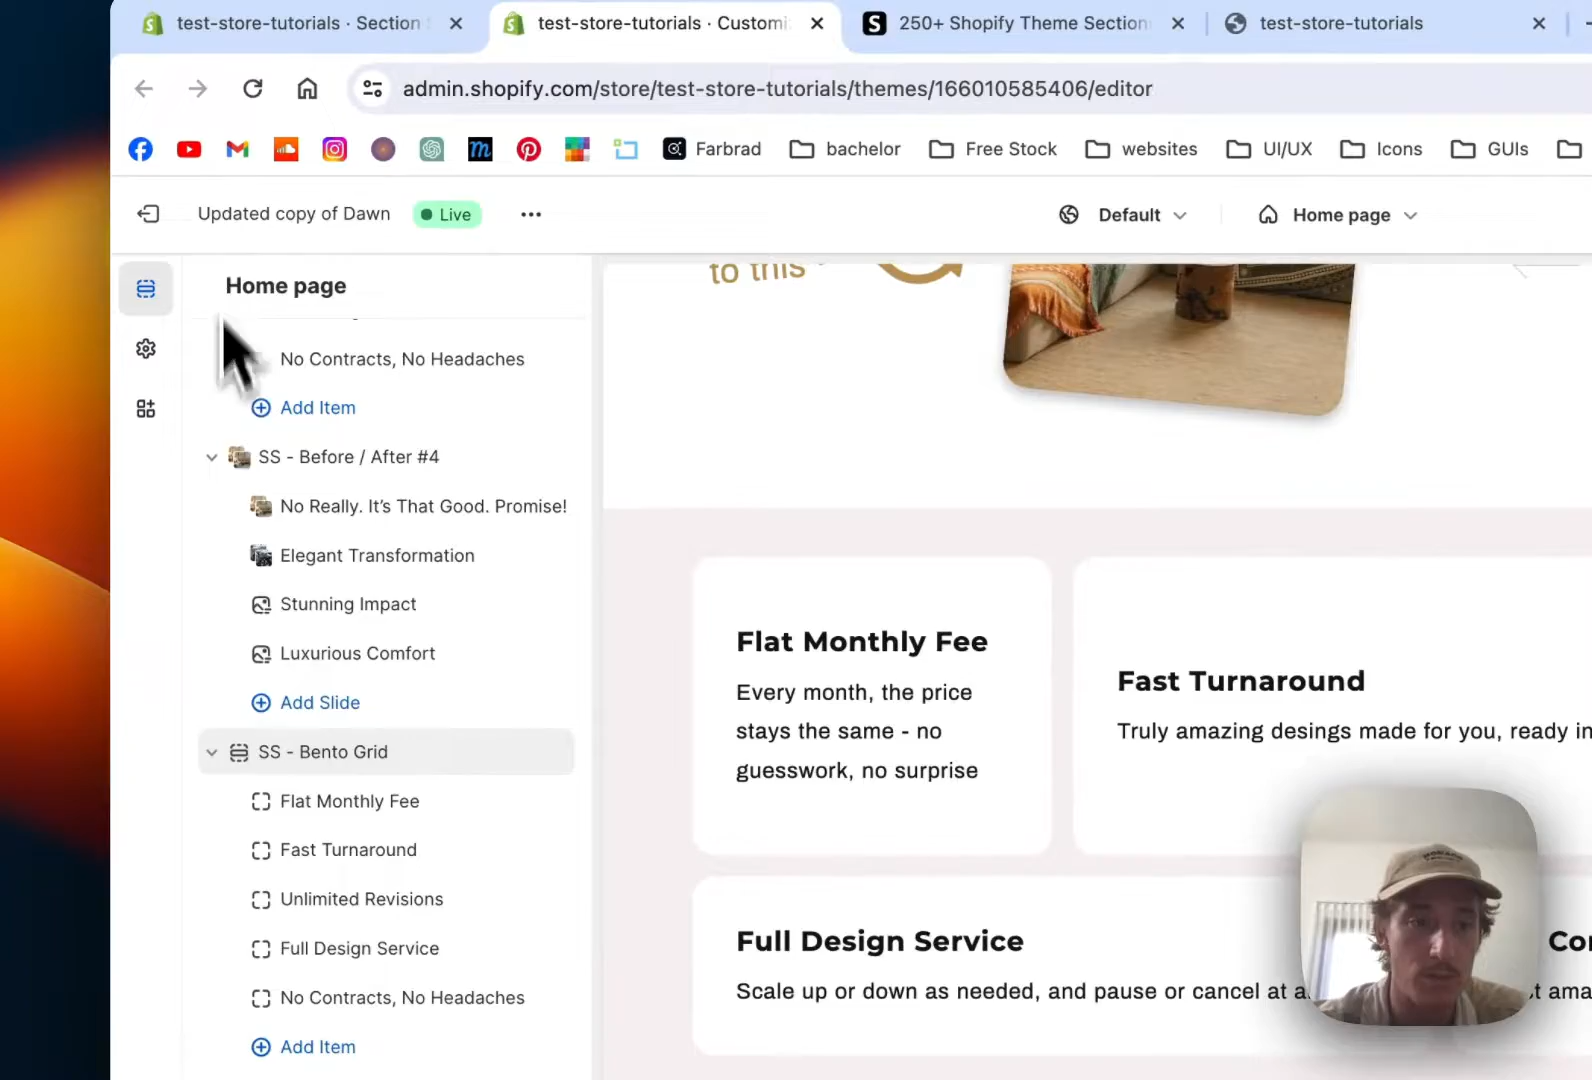 test-store-tutorials · Section
test-store-tutorials · Customi
250+ Shopify Theme Section
test-store-tutorials
admin.shopify.com/store/test-store-tutorials/themes/166010585406/editor
Farbrad
bachelor
Free Stock
websites
UI/UX
Icons
GUIs
Updated copy of Dawn
Live
Default
Home page
Home page
No Contracts, No Headaches
Add Item
SS - Before / After #4
No Really. It’s That Good. Promise!
Elegant Transformation
Stunning Impact
Luxurious Comfort
Add Slide
SS - Bento Grid
Flat Monthly Fee
Fast Turnaround
Unlimited Revisions
Full Design Service
No Contracts, No Headaches
Add Item
to this
Flat Monthly Fee
Every month, the price
stays the same - no
guesswork, no surprise
Fast Turnaround
Truly amazing desings made for you, ready in
Full Design Service
Scale up or down as needed, and pause or cancel at a